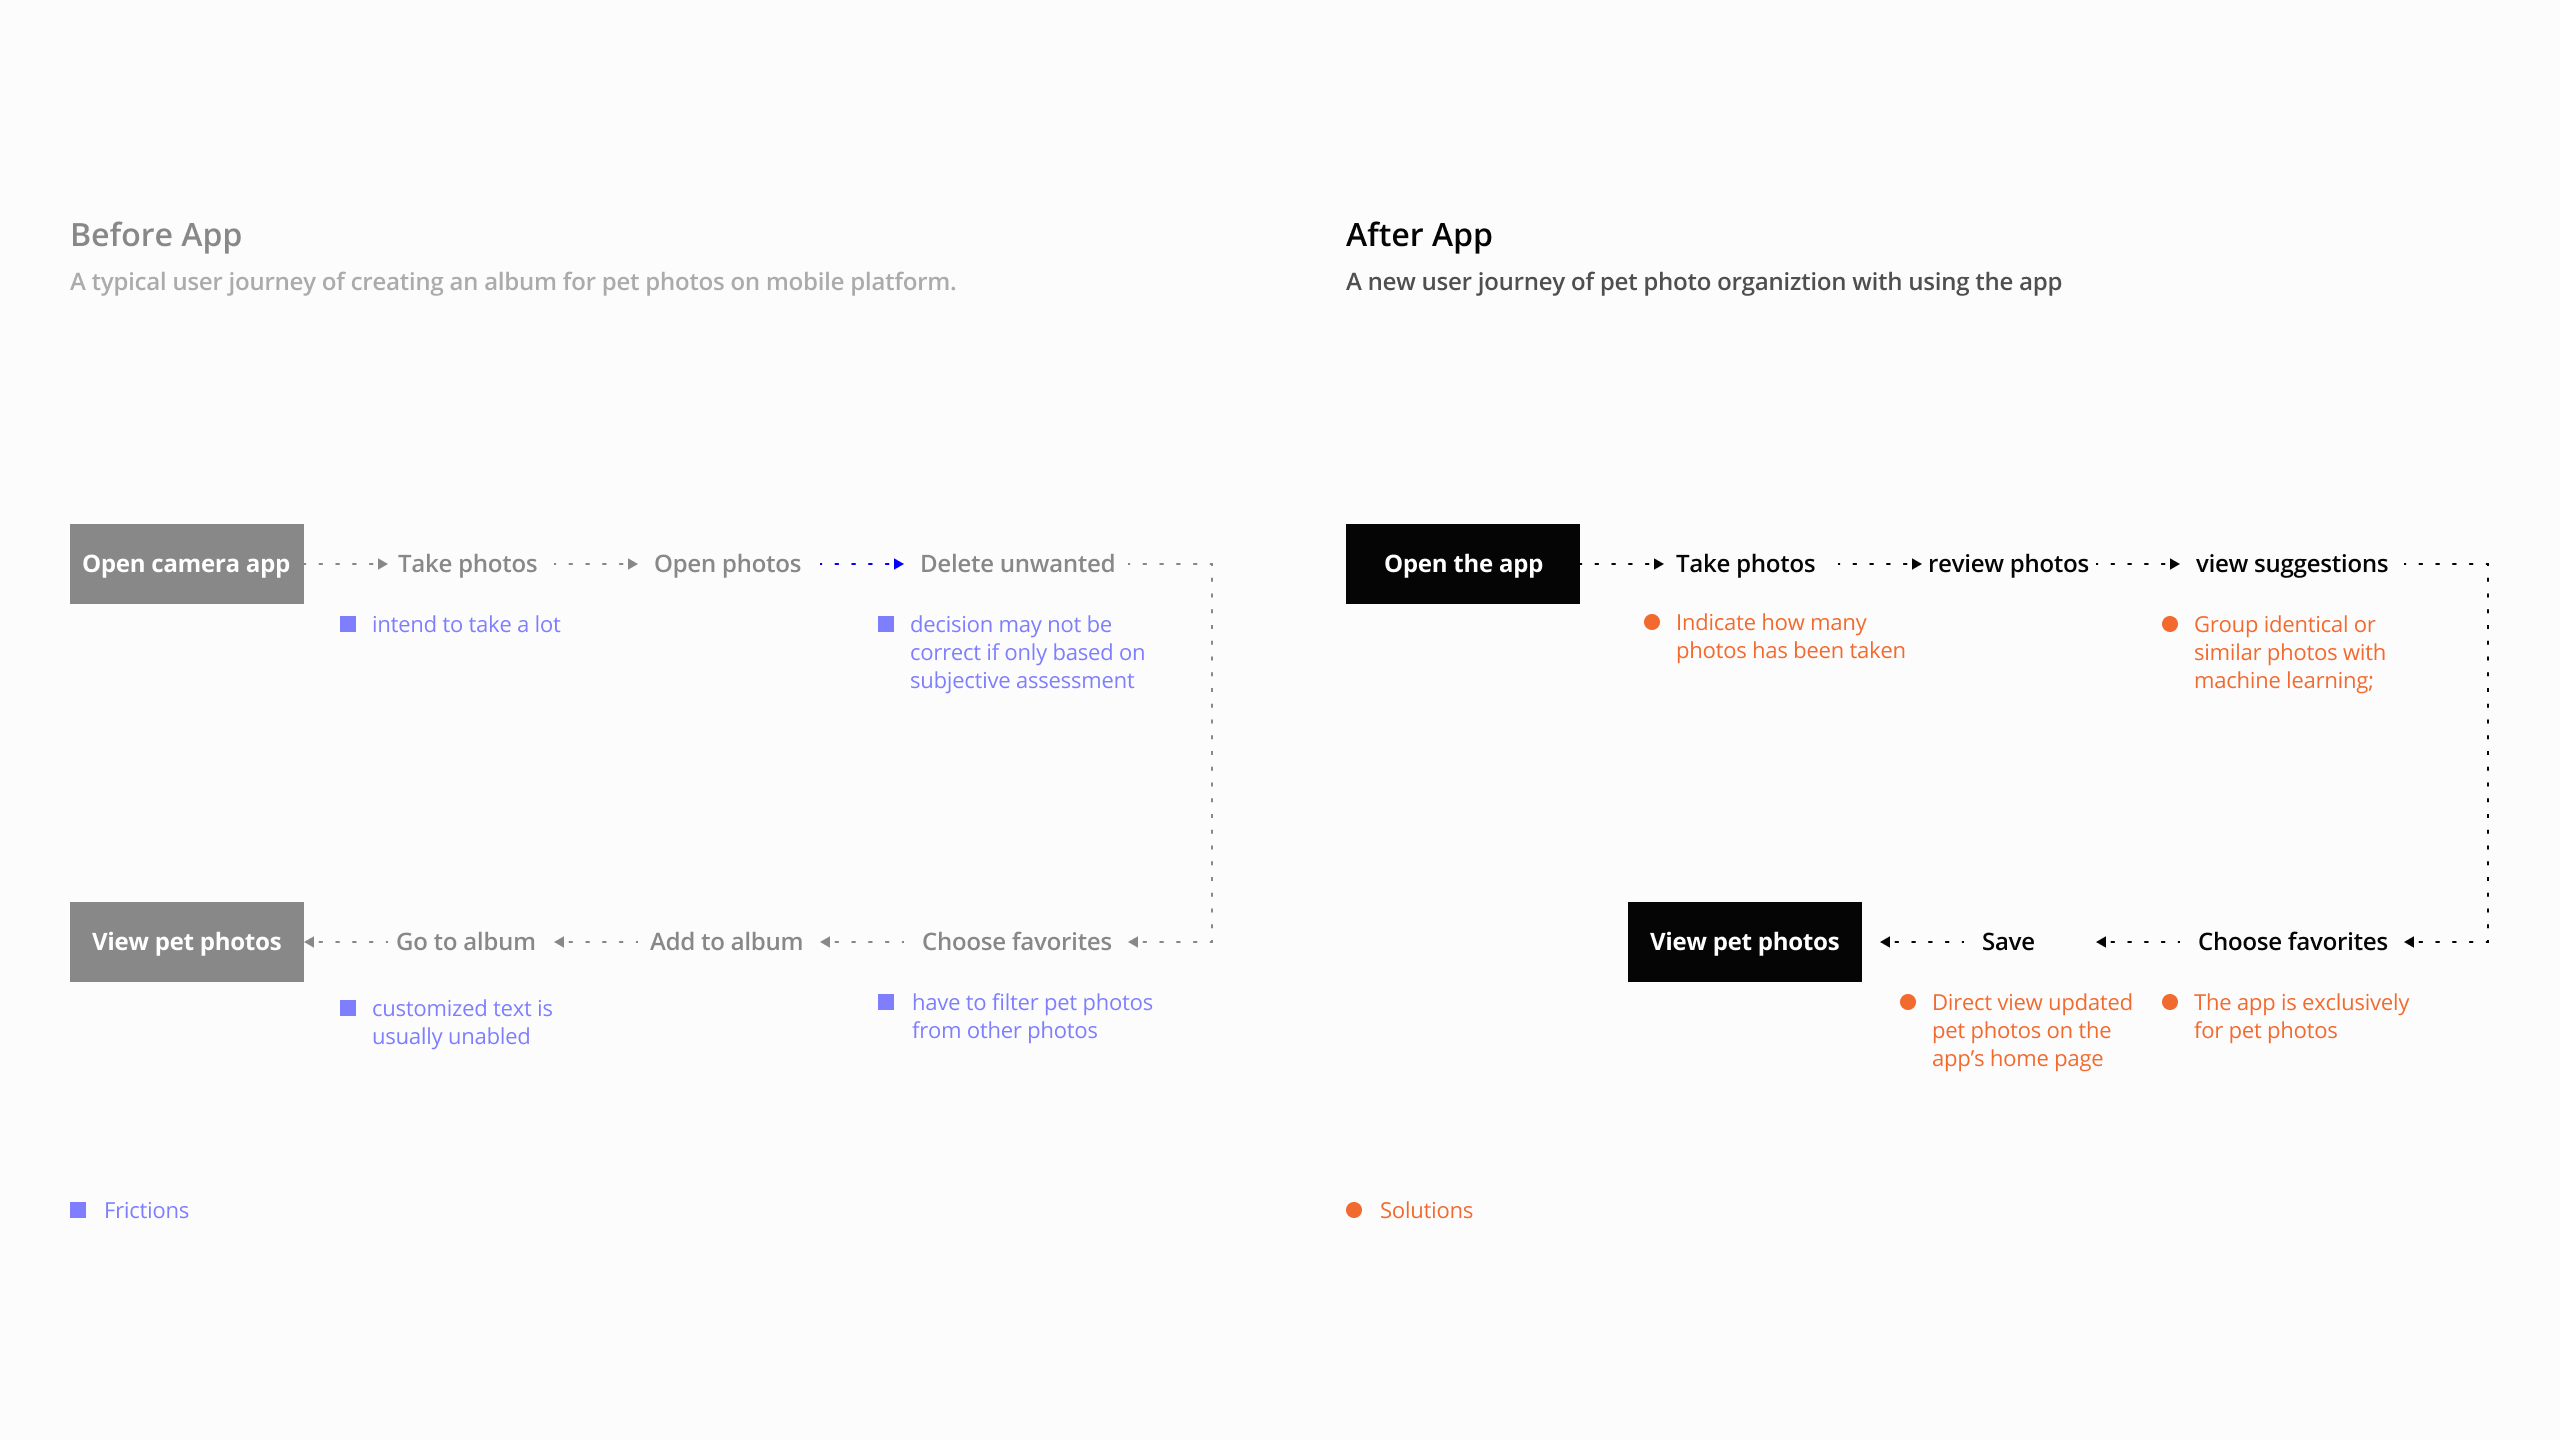 Before App
A typical user journey of creating an album for pet photos on mobile platform.
Open camera app
Take photos
Open photos
Delete unwanted
intend to take a lot
decision may not be
correct if only based on
subjective assessment
View pet photos
Go to album
Add to album
Choose favorites
customized text is
usually unabled
have to filter pet photos
from other photos
Frictions
After App
A new user journey of pet photo organiztion with using the app
Open the app
Take photos
review photos
view suggestions
Indicate how many
photos has been taken
Group identical or
similar photos with
machine learning;
View pet photos
Save
Choose favorites
Direct view updated
pet photos on the
app’s home page
The app is exclusively
for pet photos
Solutions